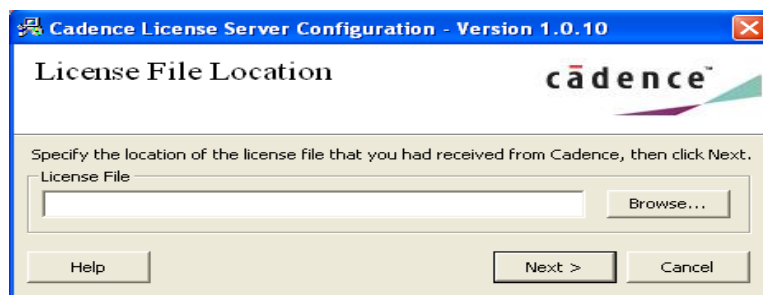 Cadence License Server Configuration - Version 1.0.10
License File Location
cādence™
Specify the location of the license file that you had received from Cadence, then click Next.
License File
Browse...
Help
Next >
Cancel